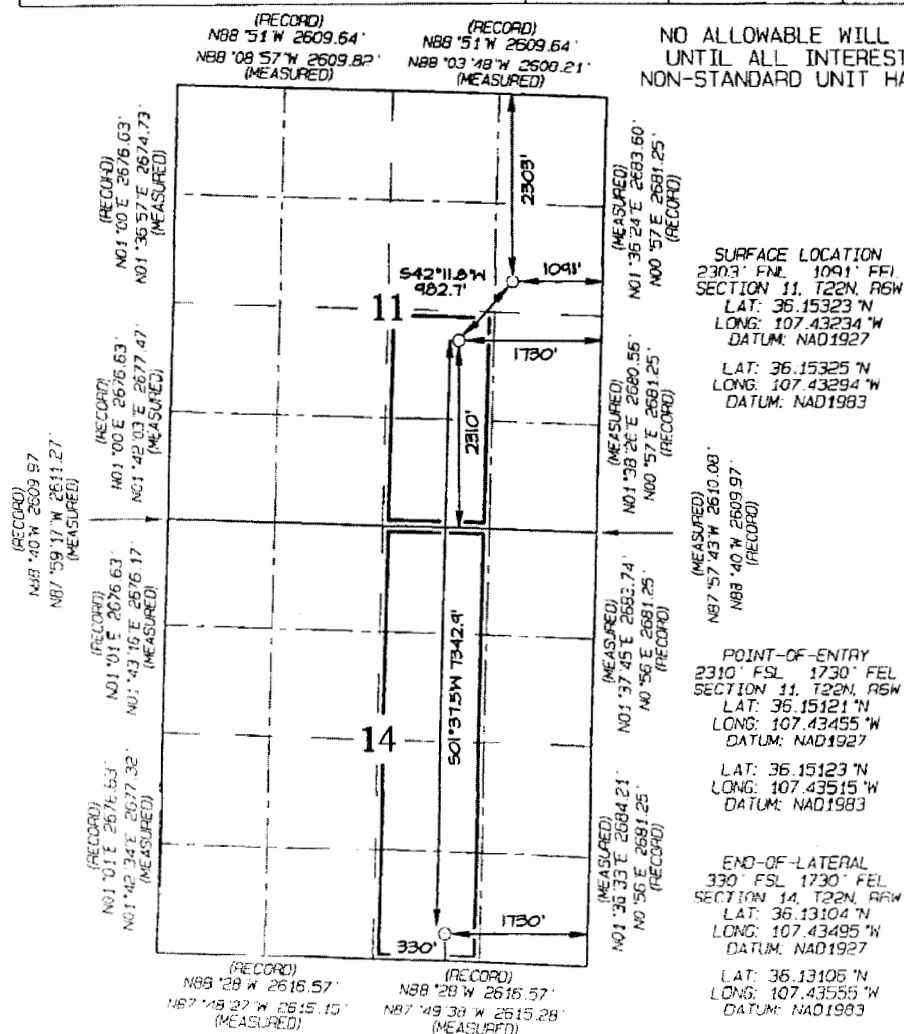 (RECORD)
N88°51'W 2609.64'
N88°08'57"W 2609.82'
(MEASURED)
(RECORD)
N88°51'W 2609.64'
N88°03'48"W 2608.21'
(MEASURED)
NO ALLOWABLE WILL
UNTIL ALL INTEREST
NON-STANDARD UNIT HA
(RECORD)
N01°00'E 2676.63'
N01°36'57"E 2674.73'
(MEASURED)
2303'
1091'
S42°11.8'W
982.7'
(MEASURED)
N01°36'24"E 2683.60'
N00°57'E 2681.25'
(RECORD)
SURFACE LOCATION
2303' FNL 1091' FEL
SECTION 11, T22N, R6W
LAT: 36.15323°N
LONG: 107.43234°W
DATUM: NAD1927
LAT: 36.15325°N
LONG: 107.43294°W
DATUM: NAD1983
11
1730'
2310'
(RECORD)
N01°00'E 2676.63'
N01°42'03"E 2677.47'
(MEASURED)
(MEASURED)
N01°38'26"E 2680.56'
N00°57'E 2681.25'
(RECORD)
(RECORD)
N88°40'W 2609.97
N87°59'17"W 2611.27'
(MEASURED)
(MEASURED)
N87°57'43"W 2610.08'
N88°40'W 2609.97'
(RECORD)
(RECORD)
N01°01'E 2676.63'
N01°43'16"E 2676.17'
(MEASURED)
S01°37.5'W 7342.9'
(MEASURED)
N01°37'45"E 2683.74'
N0°56'E 2681.25'
(RECORD)
POINT-OF-ENTRY
2310' FSL 1730' FEL
SECTION 11, T22N, R6W
LAT: 36.15121°N
LONG: 107.43455°W
DATUM: NAD1927
LAT: 36.15123°N
LONG: 107.43515°W
DATUM: NAD1983
14
(RECORD)
N01°01'E 2676.63'
N01°42'34"E 2677.32'
(MEASURED)
(MEASURED)
N01°36'33"E 2684.21'
N0°56'E 2681.25'
(RECORD)
END-OF-LATERAL
330' FSL 1730' FEL
SECTION 14, T22N, R6W
LAT: 36.13104°N
LONG: 107.43495°W
DATUM: NAD1927
LAT: 36.13106°N
LONG: 107.43555°W
DATUM: NAD1983
1730'
330'
(RECORD)
N88°28'W 2616.57'
N87°48'27"W 2615.15'
(MEASURED)
(RECORD)
N88°28'W 2616.57'
N87°49'38"W 2615.28'
(MEASURED)